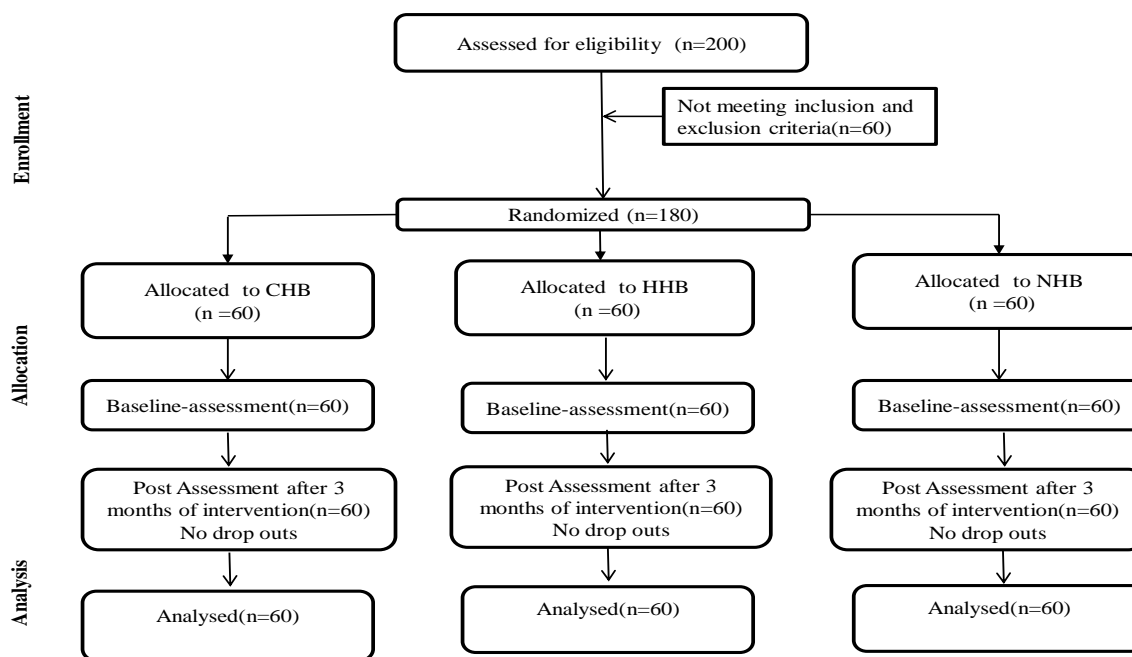 Assessed for eligibility (n=200)
Enrollment
Not meeting inclusion and
exclusion criteria(n=60)
Randomized (n=180)
Allocation
Allocated to CHB
(n =60)
Allocated to HHB
(n =60)
Allocated to NHB
(n =60)
Baseline-assessment(n=60)
Baseline-assessment(n=60)
Baseline-assessment(n=60)
Post Assessment after 3
months of intervention(n=60)
No drop outs
Post Assessment after 3
months of intervention(n=60)
No drop outs
Post Assessment after 3
months of intervention(n=60)
No drop outs
Analysis
Analysed(n=60)
Analysed(n=60)
Analysed(n=60)